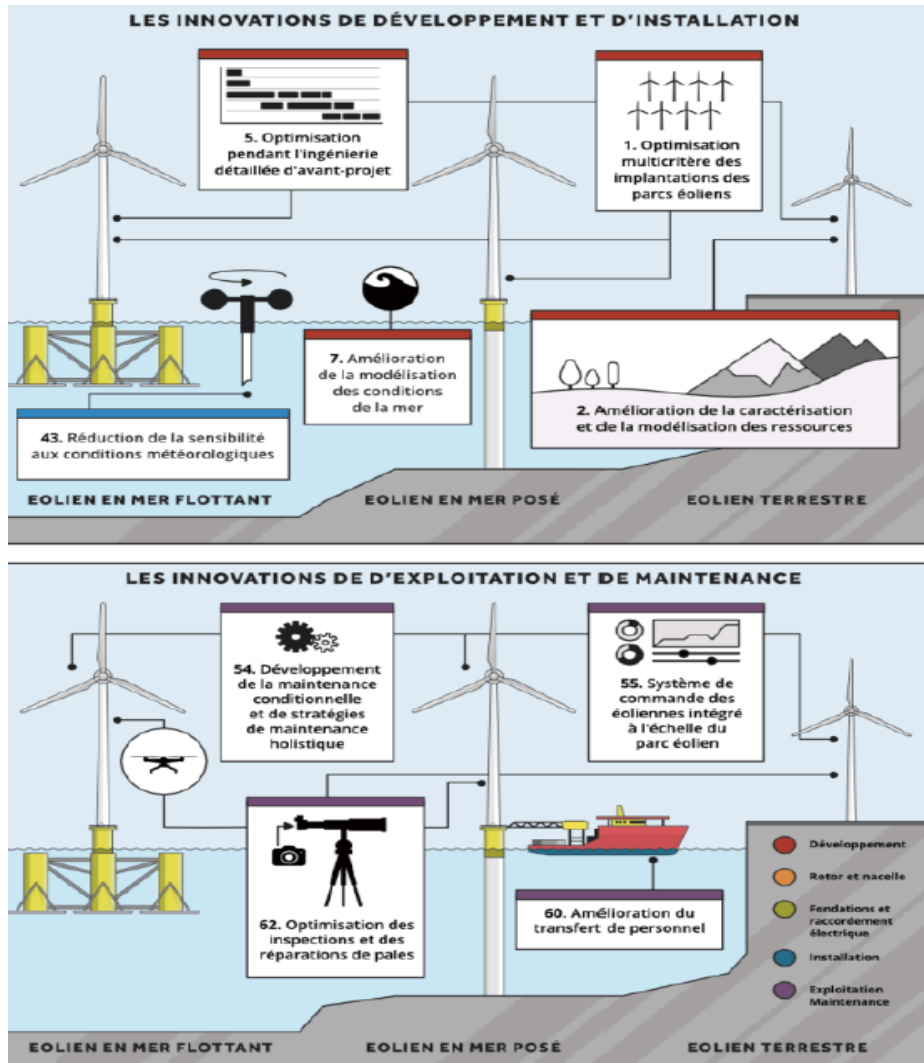 LES INNOVATIONS DE DÉVELOPPEMENT ET D'INSTALLATION
5. Optimisation
pendant l'ingénierie
détaillée d'avant-projet
1. Optimisation
multicritère des
implantations des
parcs éoliens
7. Amélioration
de la modélisation
des conditions
de la mer
2. Amélioration de la caractérisation
et de la modélisation des ressources
43. Réduction de la sensibilité
aux conditions météorologiques
EOLIEN EN MER FLOTTANT
EOLIEN EN MER POSÉ
EOLIEN TERRESTRE
LES INNOVATIONS DE D'EXPLOITATION ET DE MAINTENANCE
54. Développement
de la maintenance
conditionnelle
et de stratégies
de maintenance
holistique
55. Système de
commande des
éoliennes intégré
à l'échelle du
parc éolien
62. Optimisation des
inspections et des
réparations de pales
60. Amélioration du
transfert de personnel
Développement
Rotor et nacelle
Fondations et
raccordement
électrique
Installation
Exploitation
Maintenance
EOLIEN EN MER FLOTTANT
EOLIEN EN MER POSÉ
EOLIEN TERRESTRE